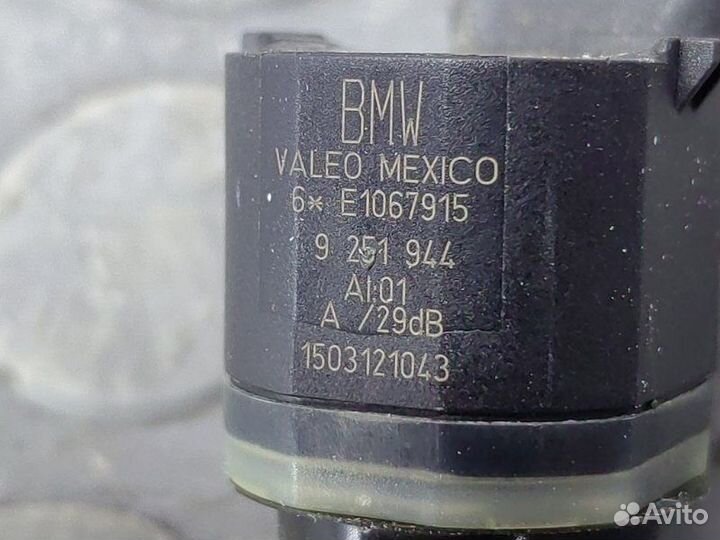 BMW
VALEO MEXICO
6* E1067915
9 251 944
AI:01
A /29dB
1503121043
Avito